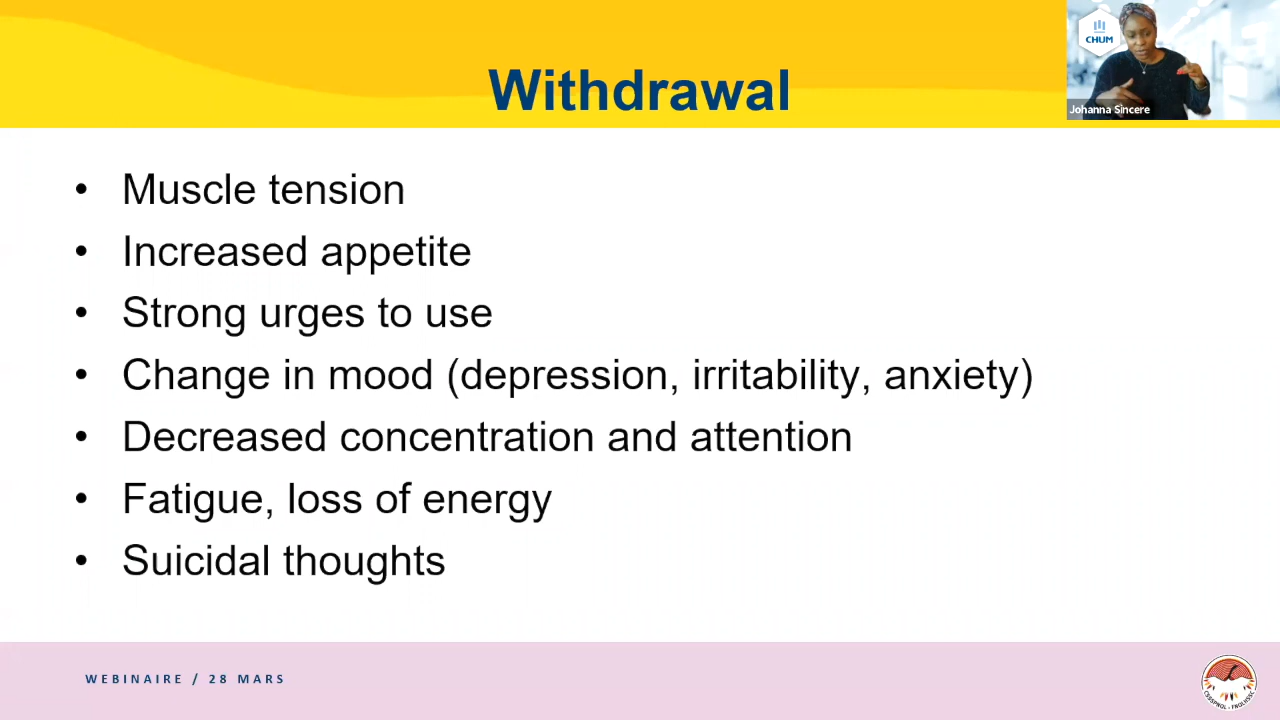 Withdrawal
CHUM
Johanna Sincere
• Muscle tension
• Increased appetite
• Strong urges to use
• Change in mood (depression, irritability, anxiety)
• Decreased concentration and attention
• Fatigue, loss of energy
• Suicidal thoughts
WEBINAIRE / 28 MARS